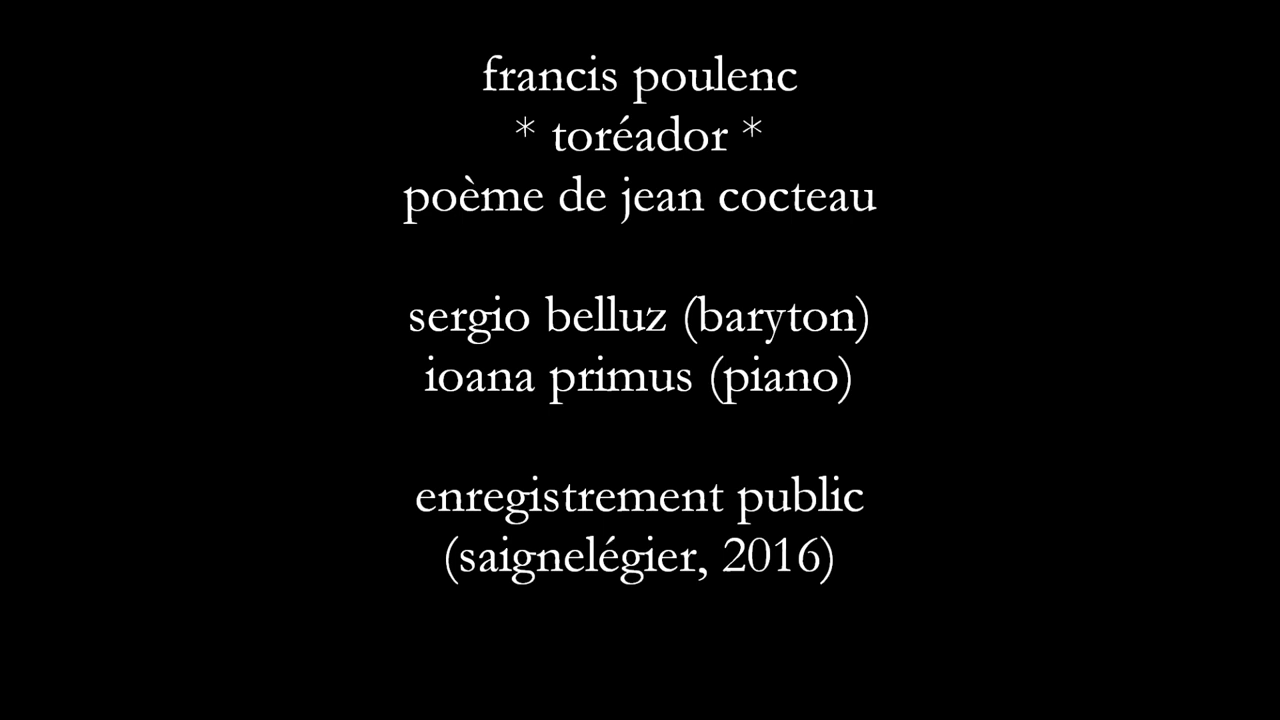 francis poulenc
* toréador *
poème de jean cocteau
sergio belluz (baryton)
ioana primus (piano)
enregistrement public
(saignelégier, 2016)